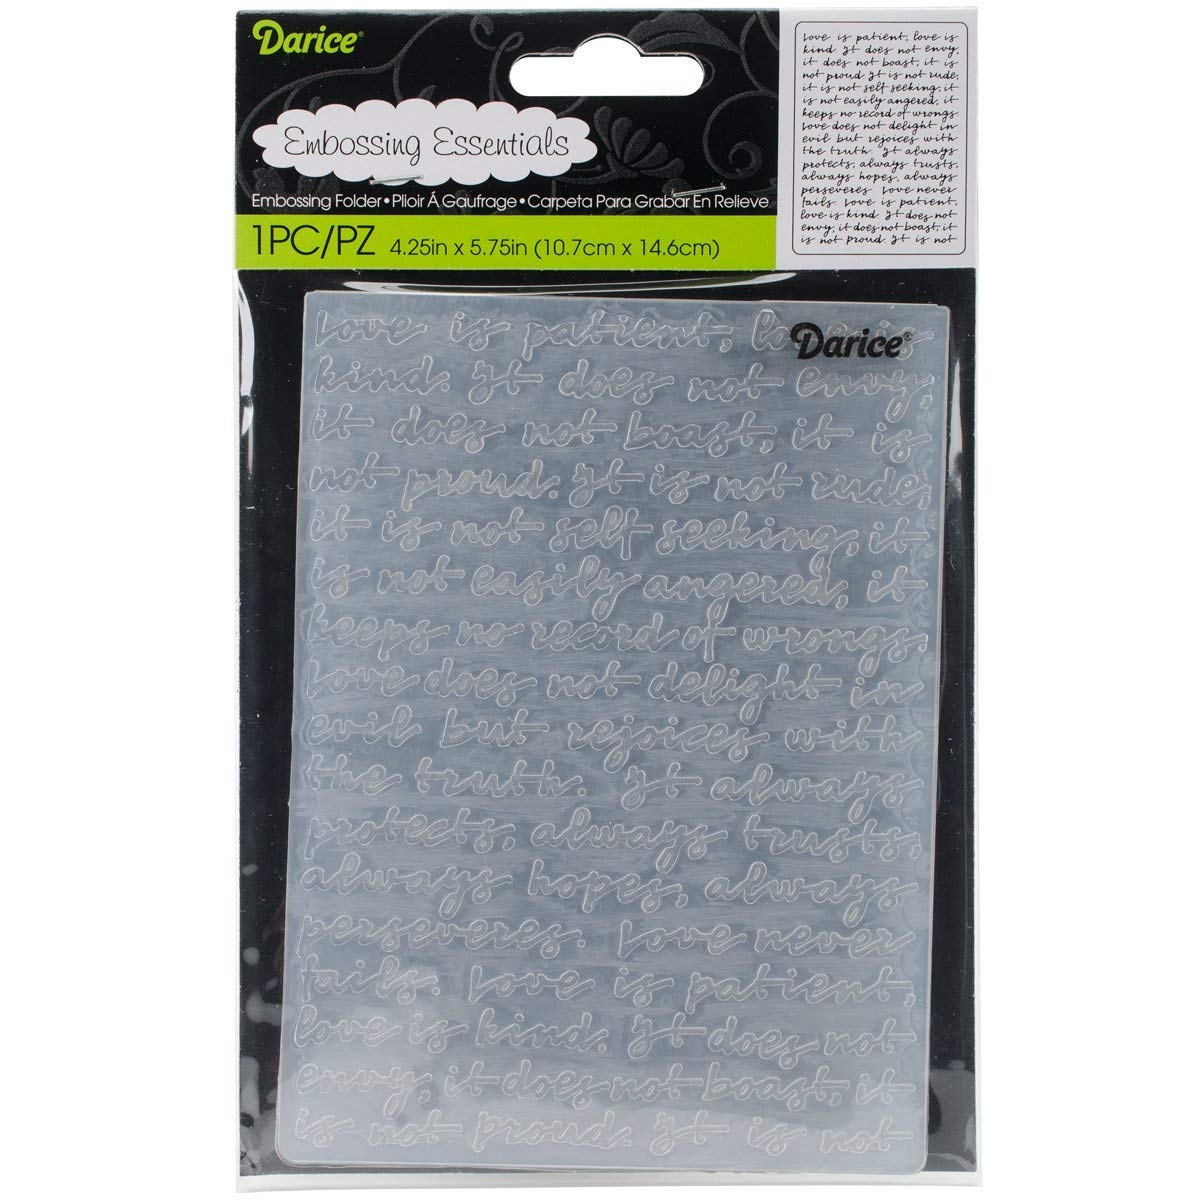 Darice®
Embossing Essentials
Embossing Folder • Plioir Á Gaufrage • Carpeta Para Grabar En Relieve
1PC/PZ 4.25in x 5.75in (10.7cm x 14.6cm)
Love is patient, love is
kind. It does not envy,
it does not boast, it is
not proud. It is not rude,
it is not self seeking, it
is not easily angered, it
keeps no record of wrongs
Love does not delight in
evil but rejoices with
the truth. It always
protects, always trusts,
always hopes, always
perseveres. Love never
fails. Love is patient,
love is kind. It does not
envy, it does not boast, it
is not proud. It is not
Darice®
Love is patient, love is
kind. It does not envy,
it does not boast, it is
not proud. It is not rude,
it is not self seeking, it
is not easily angered, it
keeps no record of wrongs.
Love does not delight in
evil but rejoices with
the truth. It always
protects, always trusts,
always hopes, always
perseveres. Love never
fails. Love is patient,
love is kind. It does not
envy, it does not boast, it
is not proud. It is not